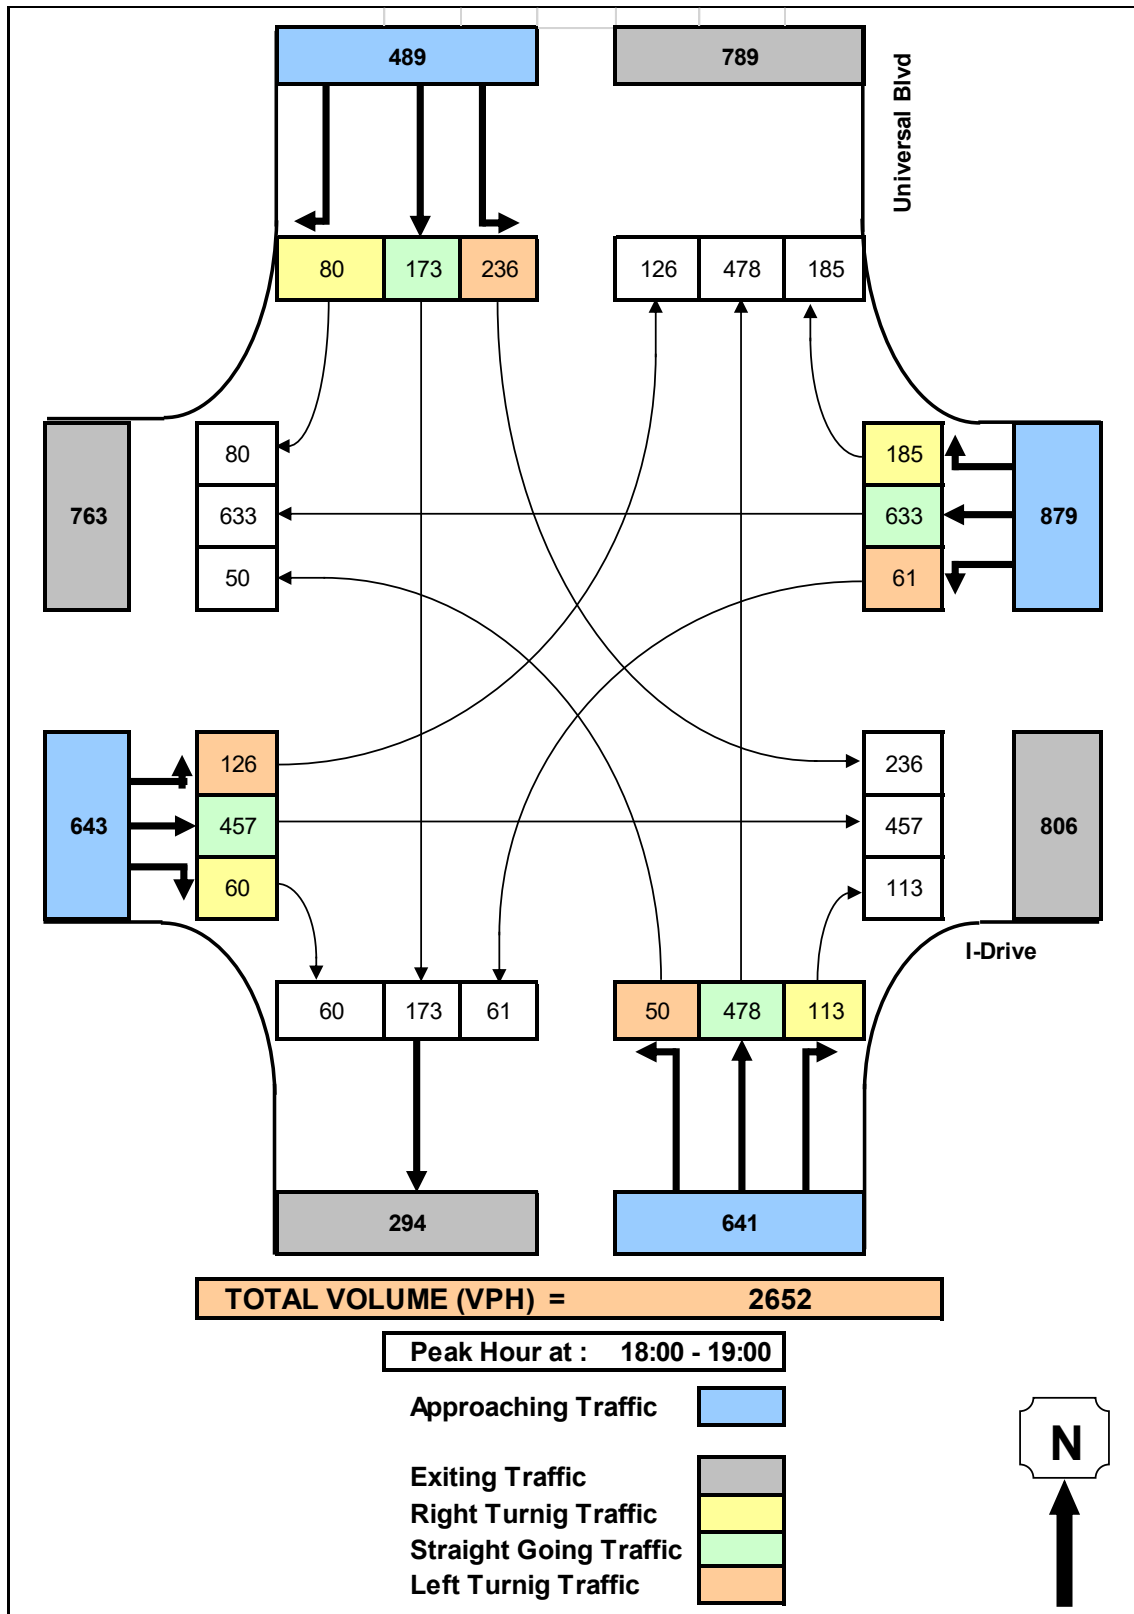 489
789
Universal Blvd
80 173 236
126 478 185
80
633
50
763
185
633
61
879
643
126
457
60
236
457
113
806
I-Drive
60 173 61
50 478 113
294
641
TOTAL VOLUME (VPH) = 2652
Peak Hour at : 18:00 - 19:00
Approaching Traffic
Exiting Traffic
Right Turnig Traffic
Straight Going Traffic
Left Turnig Traffic
N